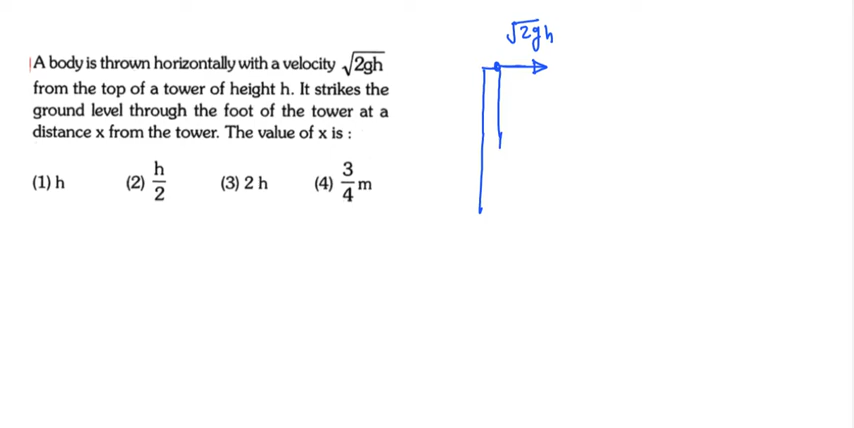 √2gh
A body is thrown horizontally with a velocity √2gh
from the top of a tower of height h. It strikes the
ground level through the foot of the tower at a
distance x from the tower. The value of x is :
(1) h (2) h/2 (3) 2 h (4) 3/4 m